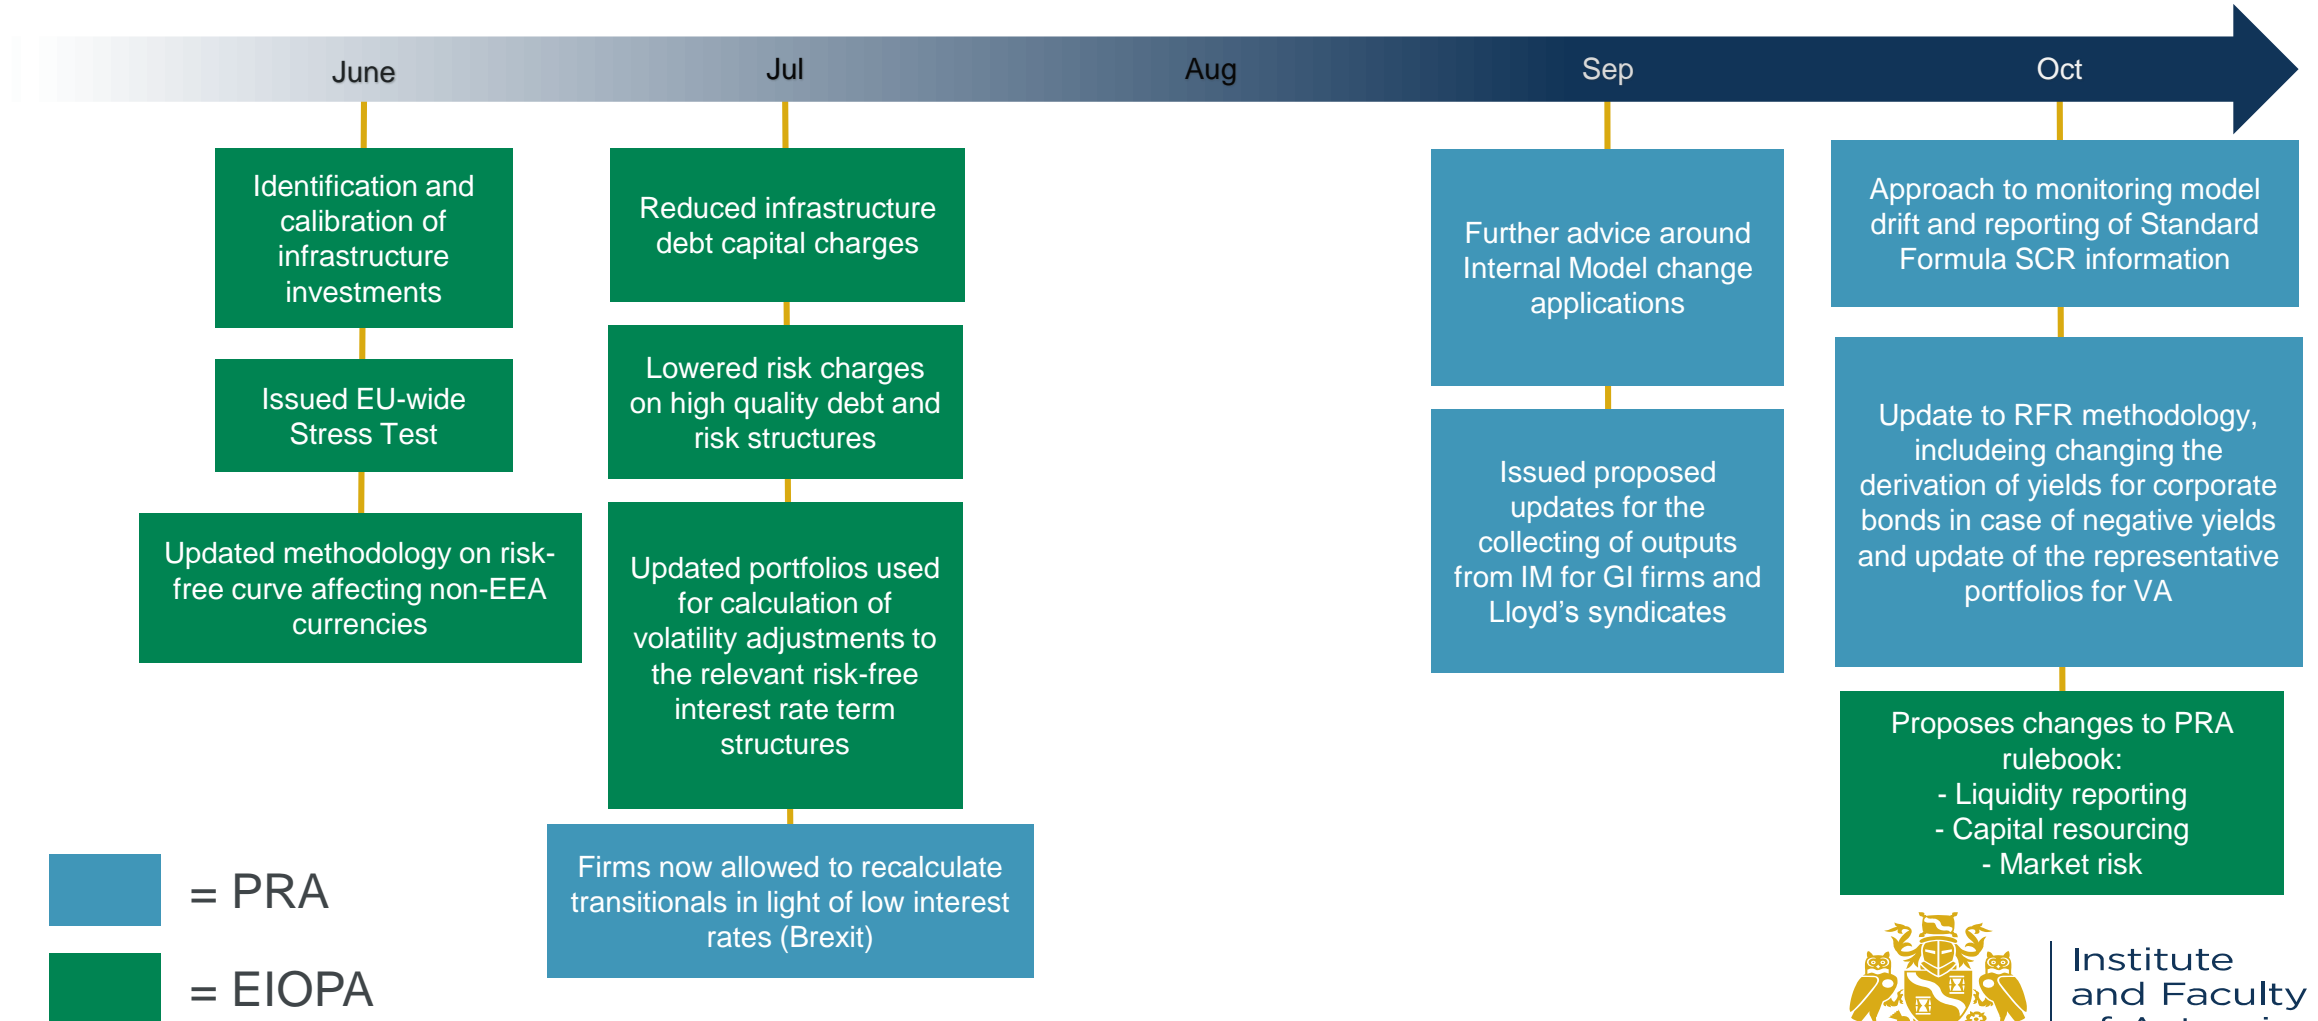 June
Jul
Aug
Sep
Oct
Identification and
calibration of
infrastructure
investments
Issued EU-wide
Stress Test
Updated methodology on risk-
free curve affecting non-EEA
currencies
Reduced infrastructure
debt capital charges
Lowered risk charges
on high quality debt and
risk structures
Updated portfolios used
for calculation of
volatility adjustments to
the relevant risk-free
interest rate term
structures
Firms now allowed to recalculate
transitionals in light of low interest
rates (Brexit)
Further advice around
Internal Model change
applications
Issued proposed
updates for the
collecting of outputs
from IM for GI firms and
Lloyd’s syndicates
Approach to monitoring model
drift and reporting of Standard
Formula SCR information
Update to RFR methodology,
includeing changing the
derivation of yields for corporate
bonds in case of negative yields
and update of the representative
portfolios for VA
Proposes changes to PRA
rulebook:
- Liquidity reporting
- Capital resourcing
- Market risk
= PRA
= EIOPA
Institute
and Faculty